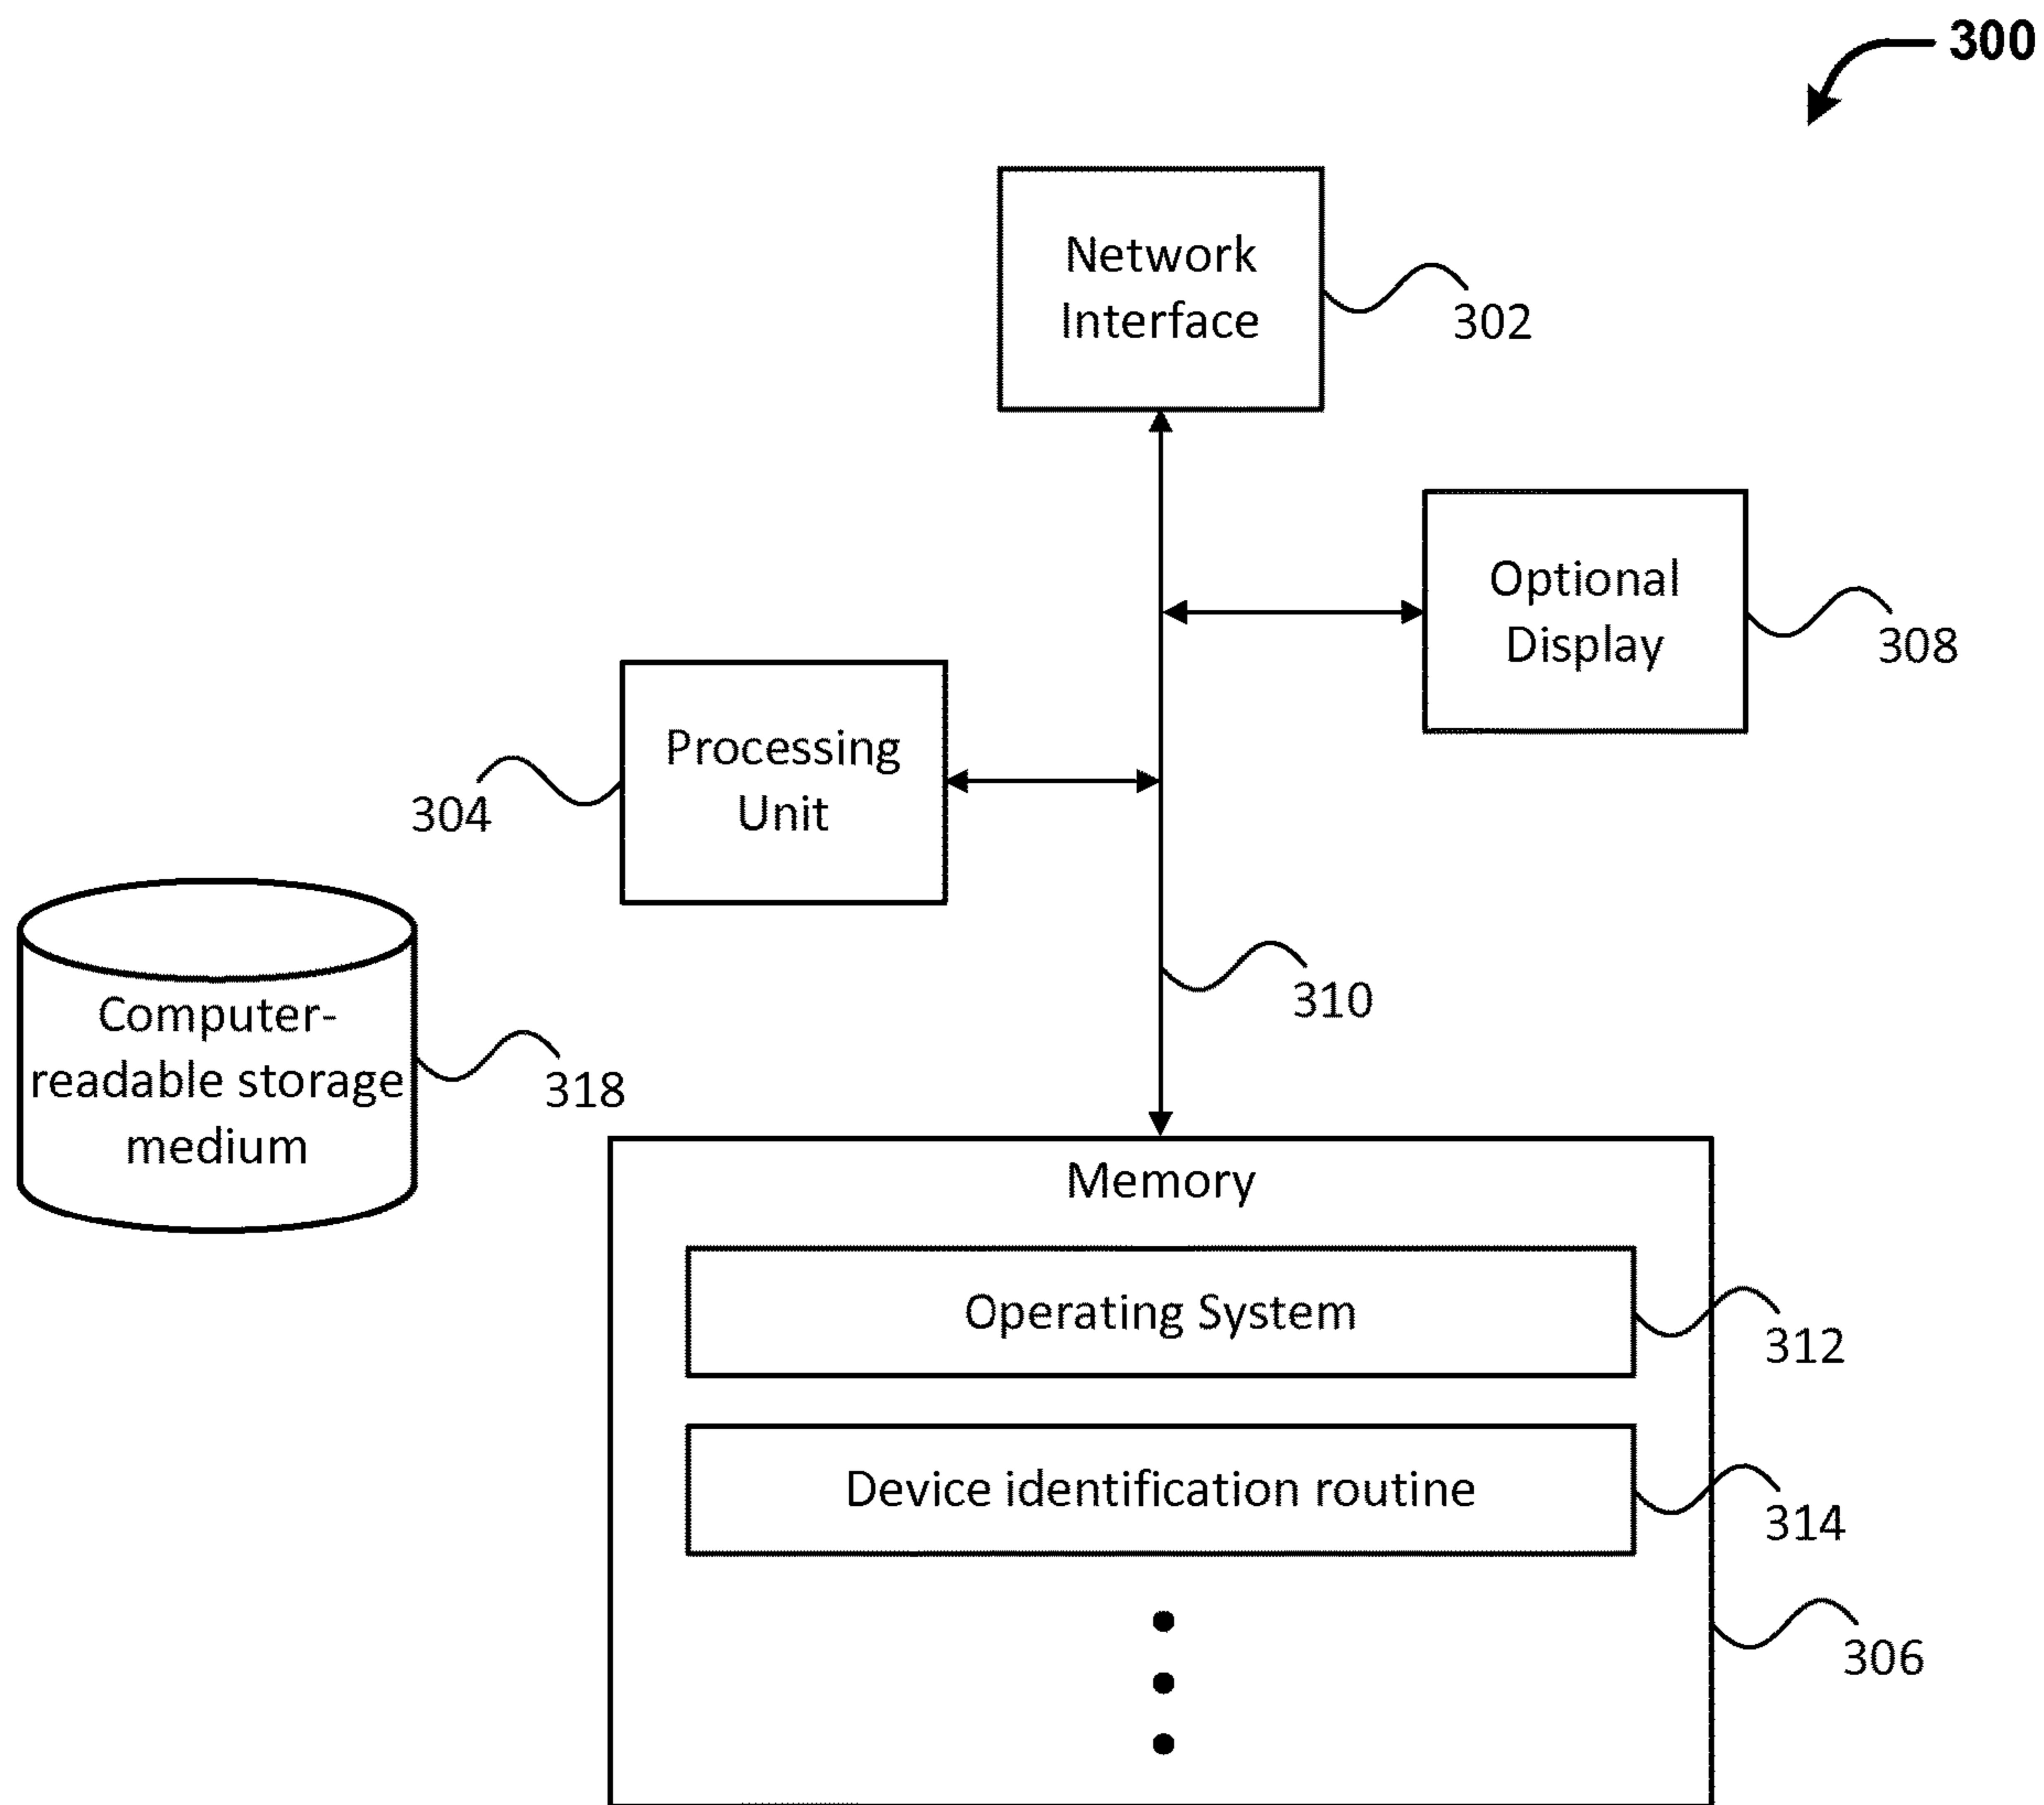 300
Network
Interface
302
Optional
Display
308
Processing
Unit
304
310
Computer-
readable storage
medium
318
Memory
Operating System
312
Device identification routine
314
306